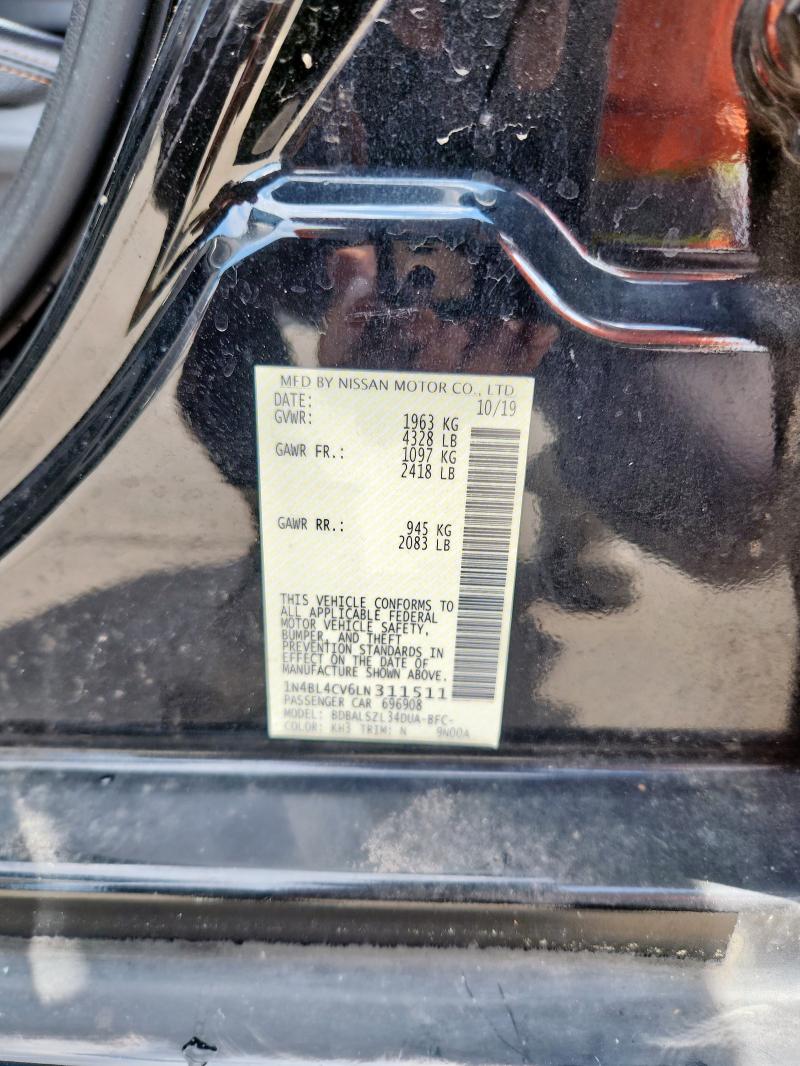 MFD BY NISSAN MOTOR CO., LTD
DATE: 10/19
GVWR: 1963 KG
4328 LB
GAWR FR.: 1097 KG
2418 LB
GAWR RR.: 945 KG
2083 LB
THIS VEHICLE CONFORMS TO
ALL APPLICABLE FEDERAL
MOTOR VEHICLE SAFETY,
BUMPER, AND THEFT
PREVENTION STANDARDS IN
EFFECT ON THE DATE OF
MANUFACTURE SHOWN ABOVE.
1N4BL4CV6LN311511
PASSENGER CAR 696908
MODEL: BDBALSZL34DUA-BFC-
COLOR: KH3 TRIM: N 9N00A